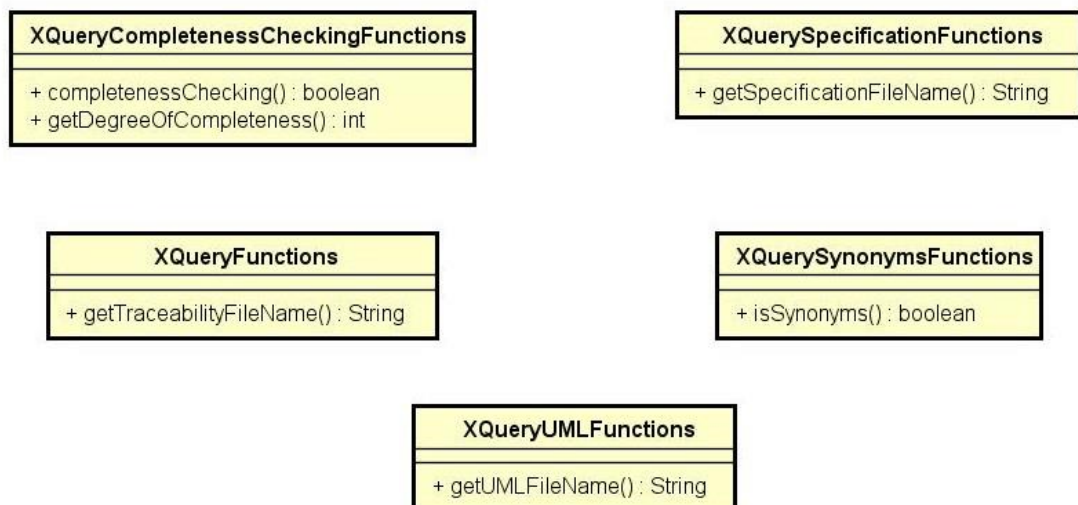 XQueryCompletenessCheckingFunctions
+ completenessChecking() : boolean
+ getDegreeOfCompleteness() : int
XQuerySpecificationFunctions
+ getSpecificationFileName() : String
XQueryFunctions
+ getTraceabilityFileName() : String
XQuerySynonymsFunctions
+ isSynonyms() : boolean
XQueryUMLFunctions
+ getUMLFileName() : String